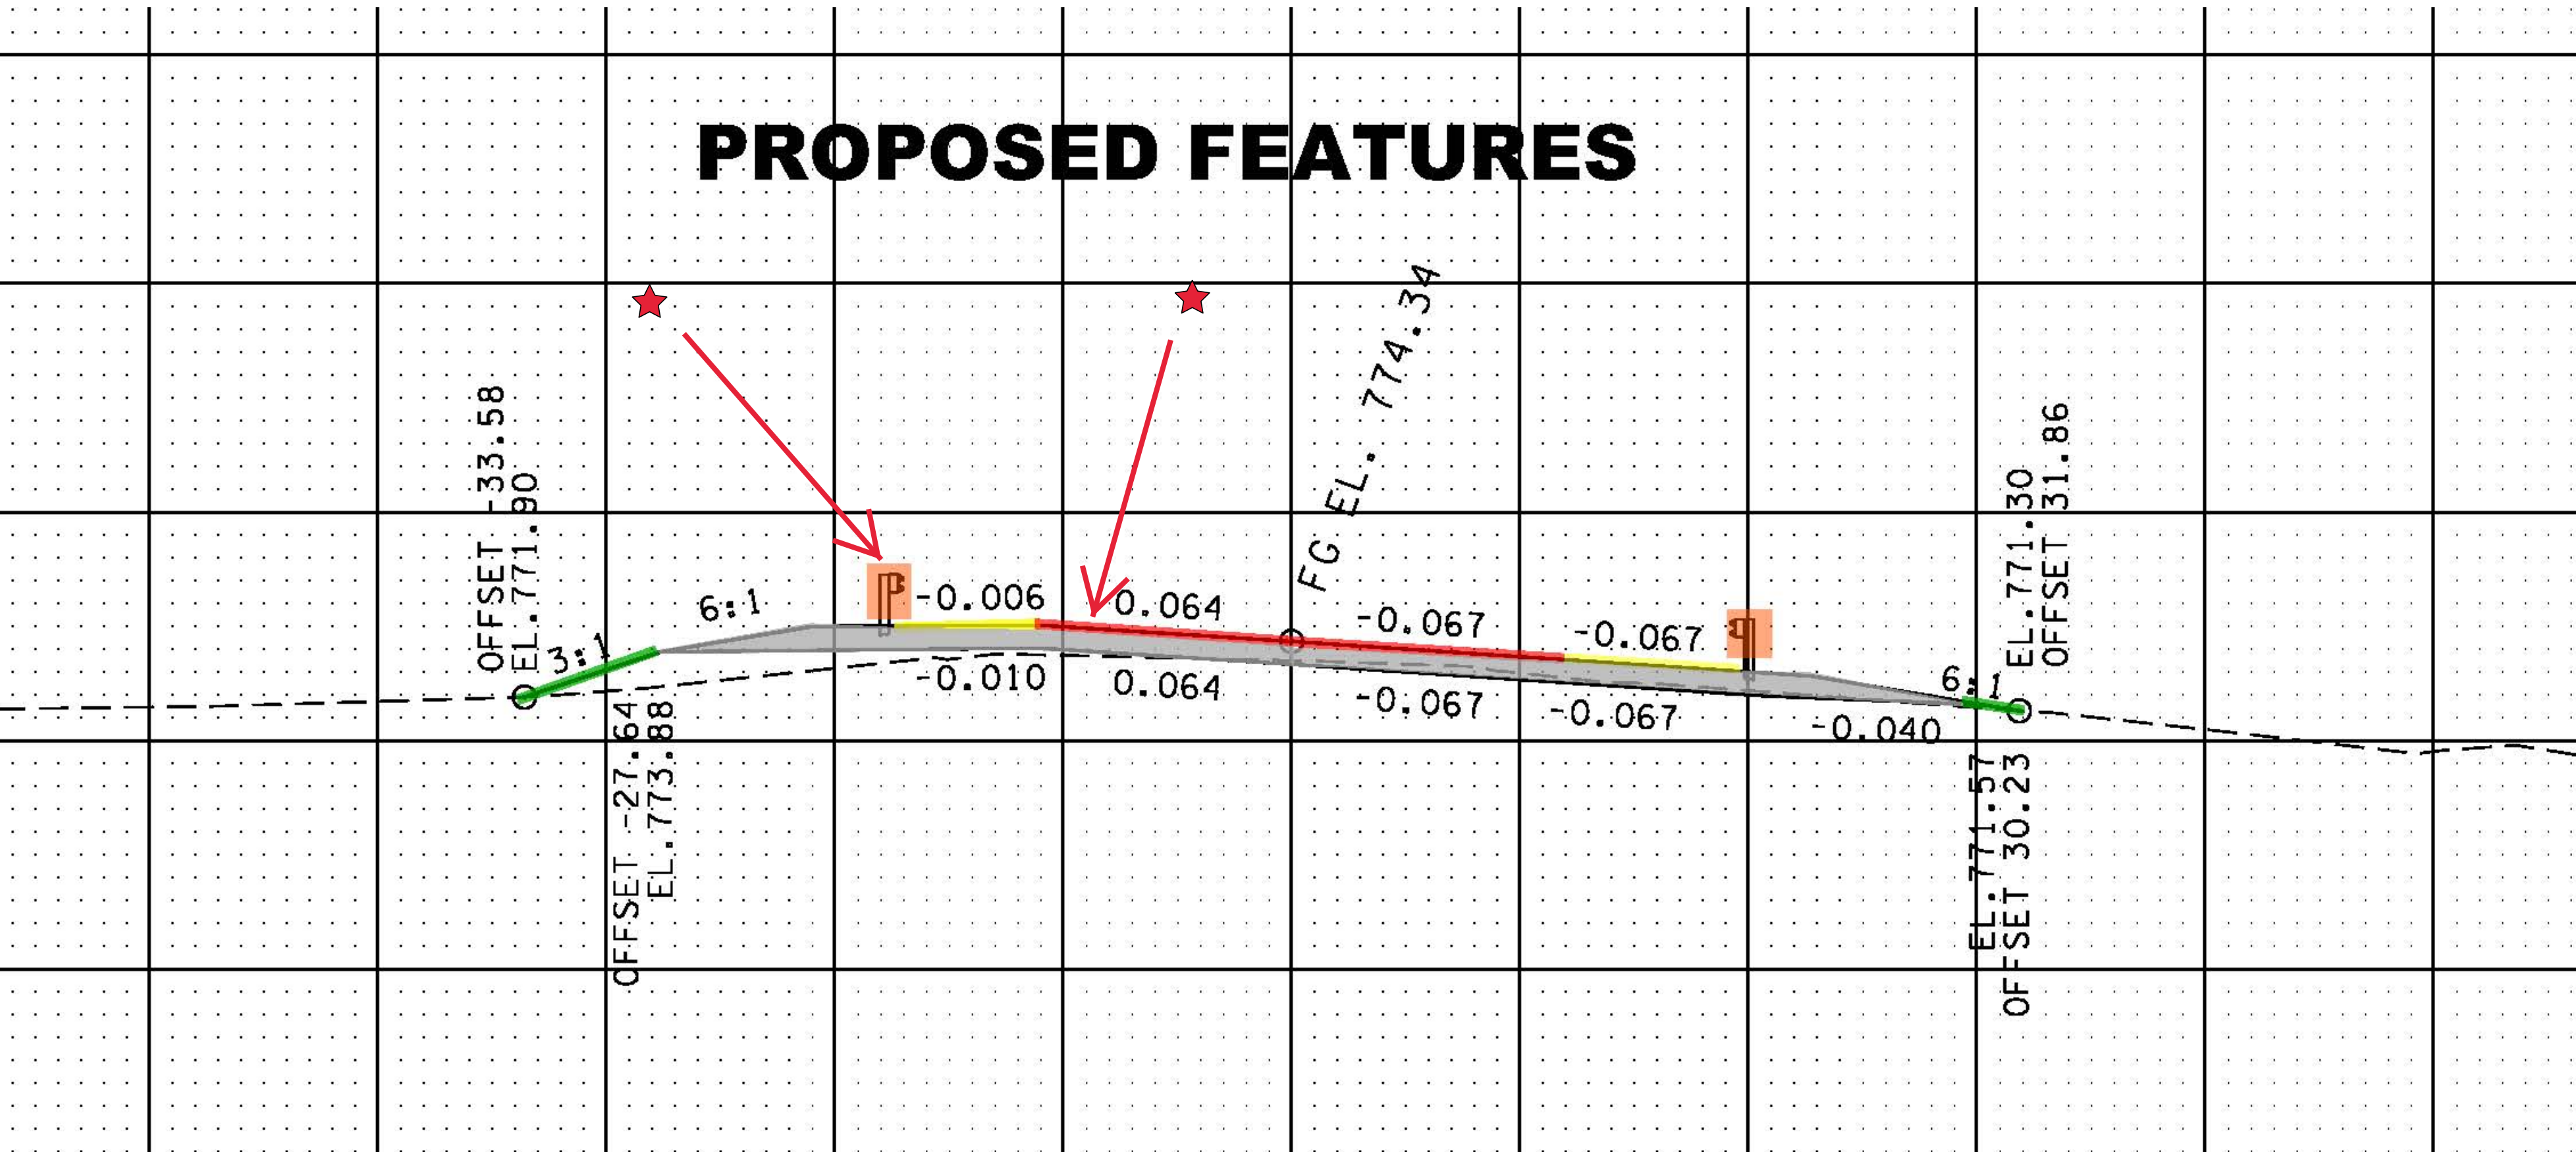 PROPOSED FEATURES
FG EL. 774.34
OFFSET -33.58
EL.771.90
EL.771.30
OFFSET 31.86
3:1
6:1
-0.006
0.064
-0.067
-0.067
6:1
-0.010
0.064
-0.067
-0.067
-0.040
OFFSET -27.64
EL.773.88
EL.771.57
OFFSET 30.23